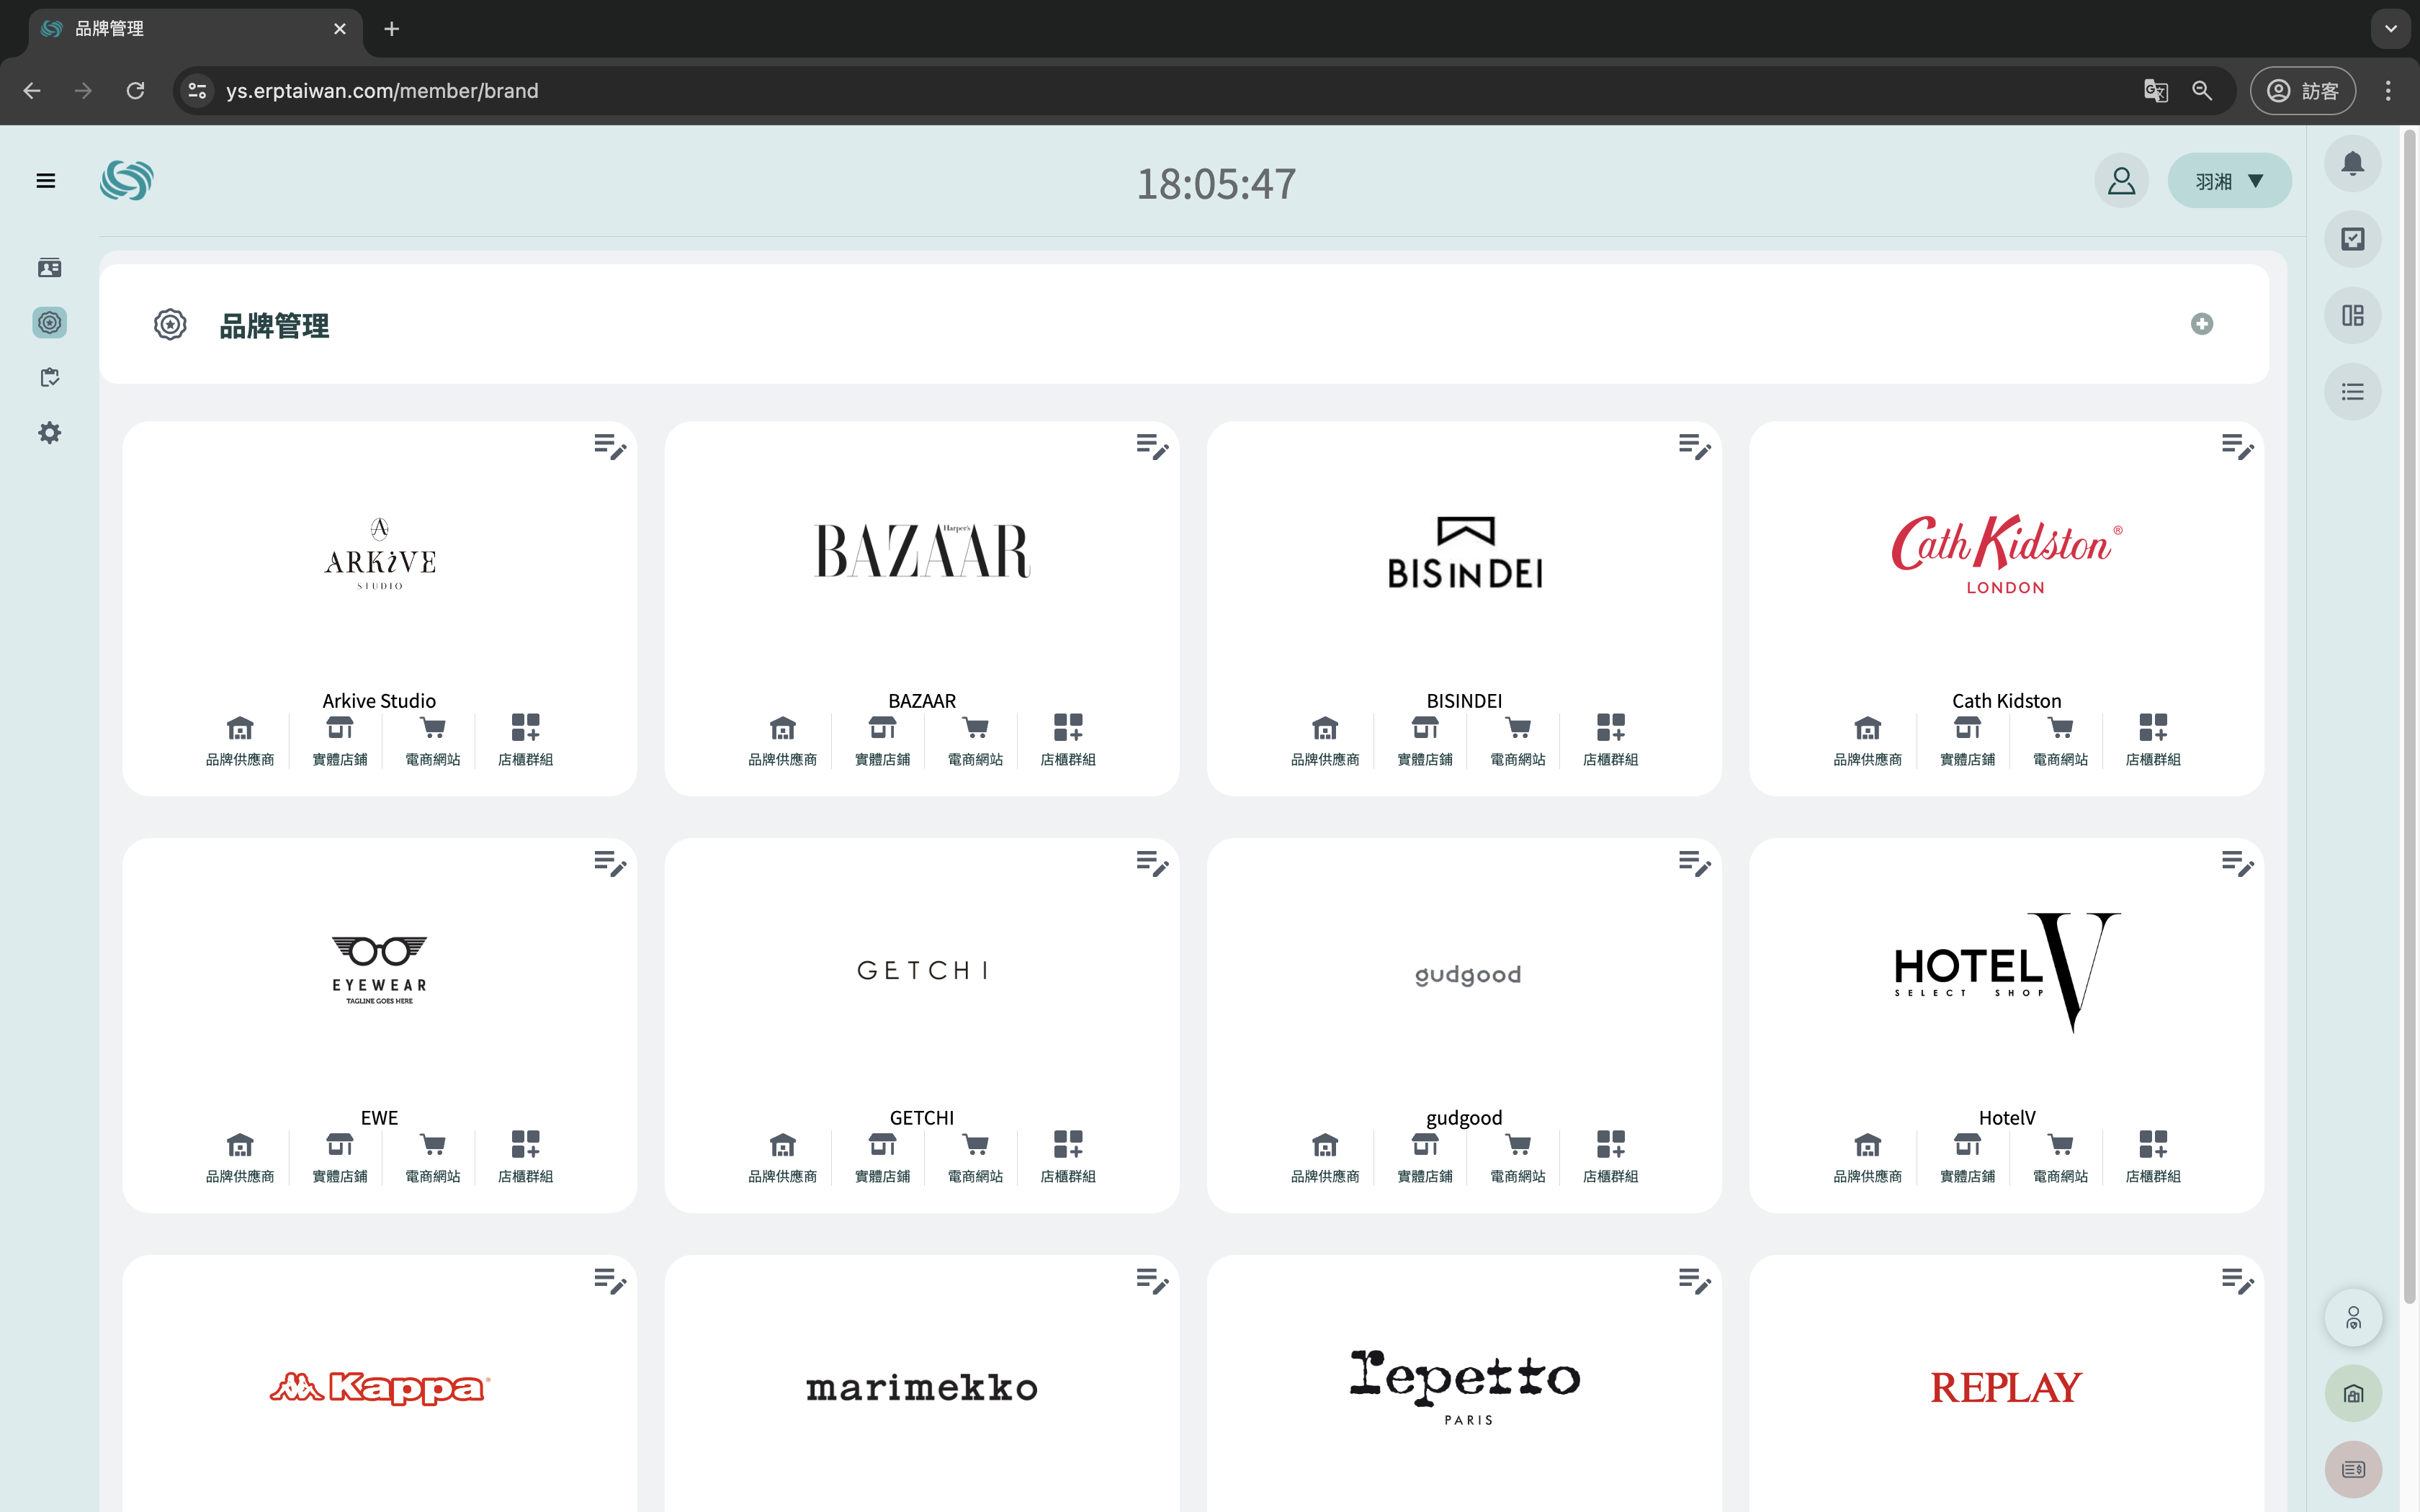 品牌管理
ys.erptaiwan.com/member/brand
訪客
18:05:47
羽湘 ▼
品牌管理
ARKiVE
STUDIO
Harper's
BAZAAR
BISINDEI
Cath Kidston®
LONDON
Arkive Studio
BAZAAR
BISINDEI
Cath Kidston
品牌供應商 實體店鋪 電商網站 店櫃群組
品牌供應商 實體店鋪 電商網站 店櫃群組
品牌供應商 實體店鋪 電商網站 店櫃群組
品牌供應商 實體店鋪 電商網站 店櫃群組
EYEWEAR
TAGLINE GOES HERE
GETCHI
gudgood
HOTEL V
SELECT SHOP
EWE
GETCHI
gudgood
HotelV
品牌供應商 實體店鋪 電商網站 店櫃群組
品牌供應商 實體店鋪 電商網站 店櫃群組
品牌供應商 實體店鋪 電商網站 店櫃群組
品牌供應商 實體店鋪 電商網站 店櫃群組
Kappa®
marimekko
repetto
PARIS
REPLAY